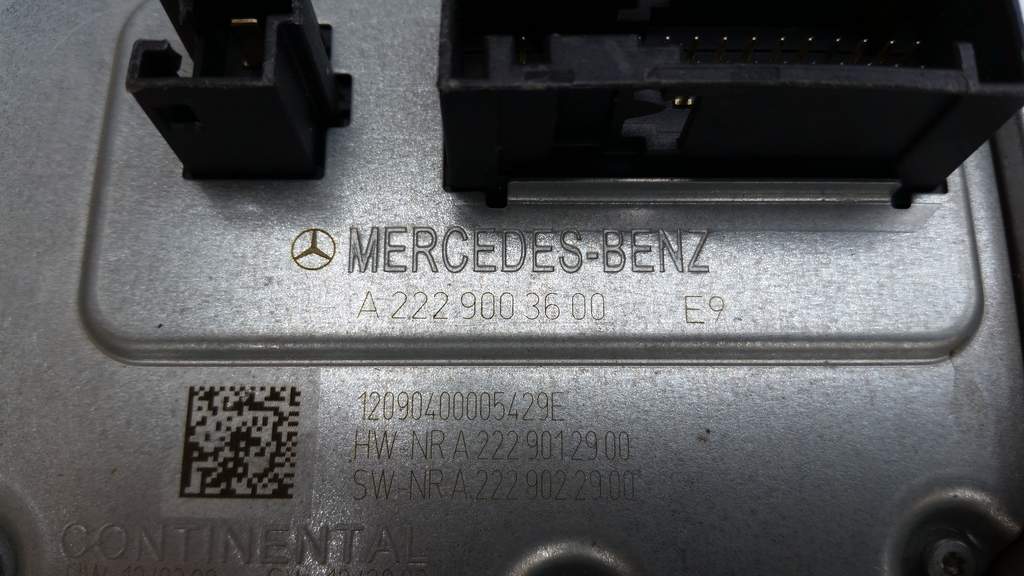 MERCEDES-BENZ
A 222 900 36 00 E9
12090400005429E
HW-NR A 222 901 29 00
SW-NR A 222 902 29 00
CONTINENTAL